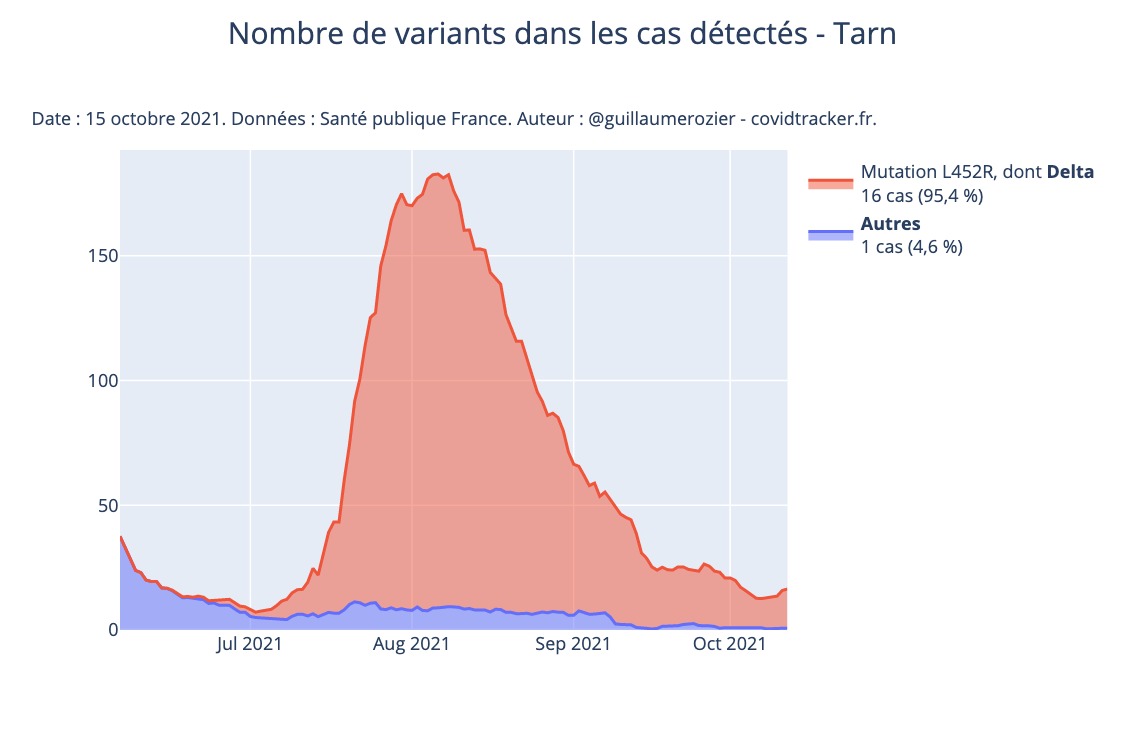 Nombre de variants dans les cas détectés - Tarn
Date : 15 octobre 2021. Données : Santé publique France. Auteur : @guillaumerozier - covidtracker.fr.
Mutation L452R, dont Delta
16 cas (95,4 %)
Autres
1 cas (4,6 %)
150
100
50
0
Jul 2021
Aug 2021
Sep 2021
Oct 2021